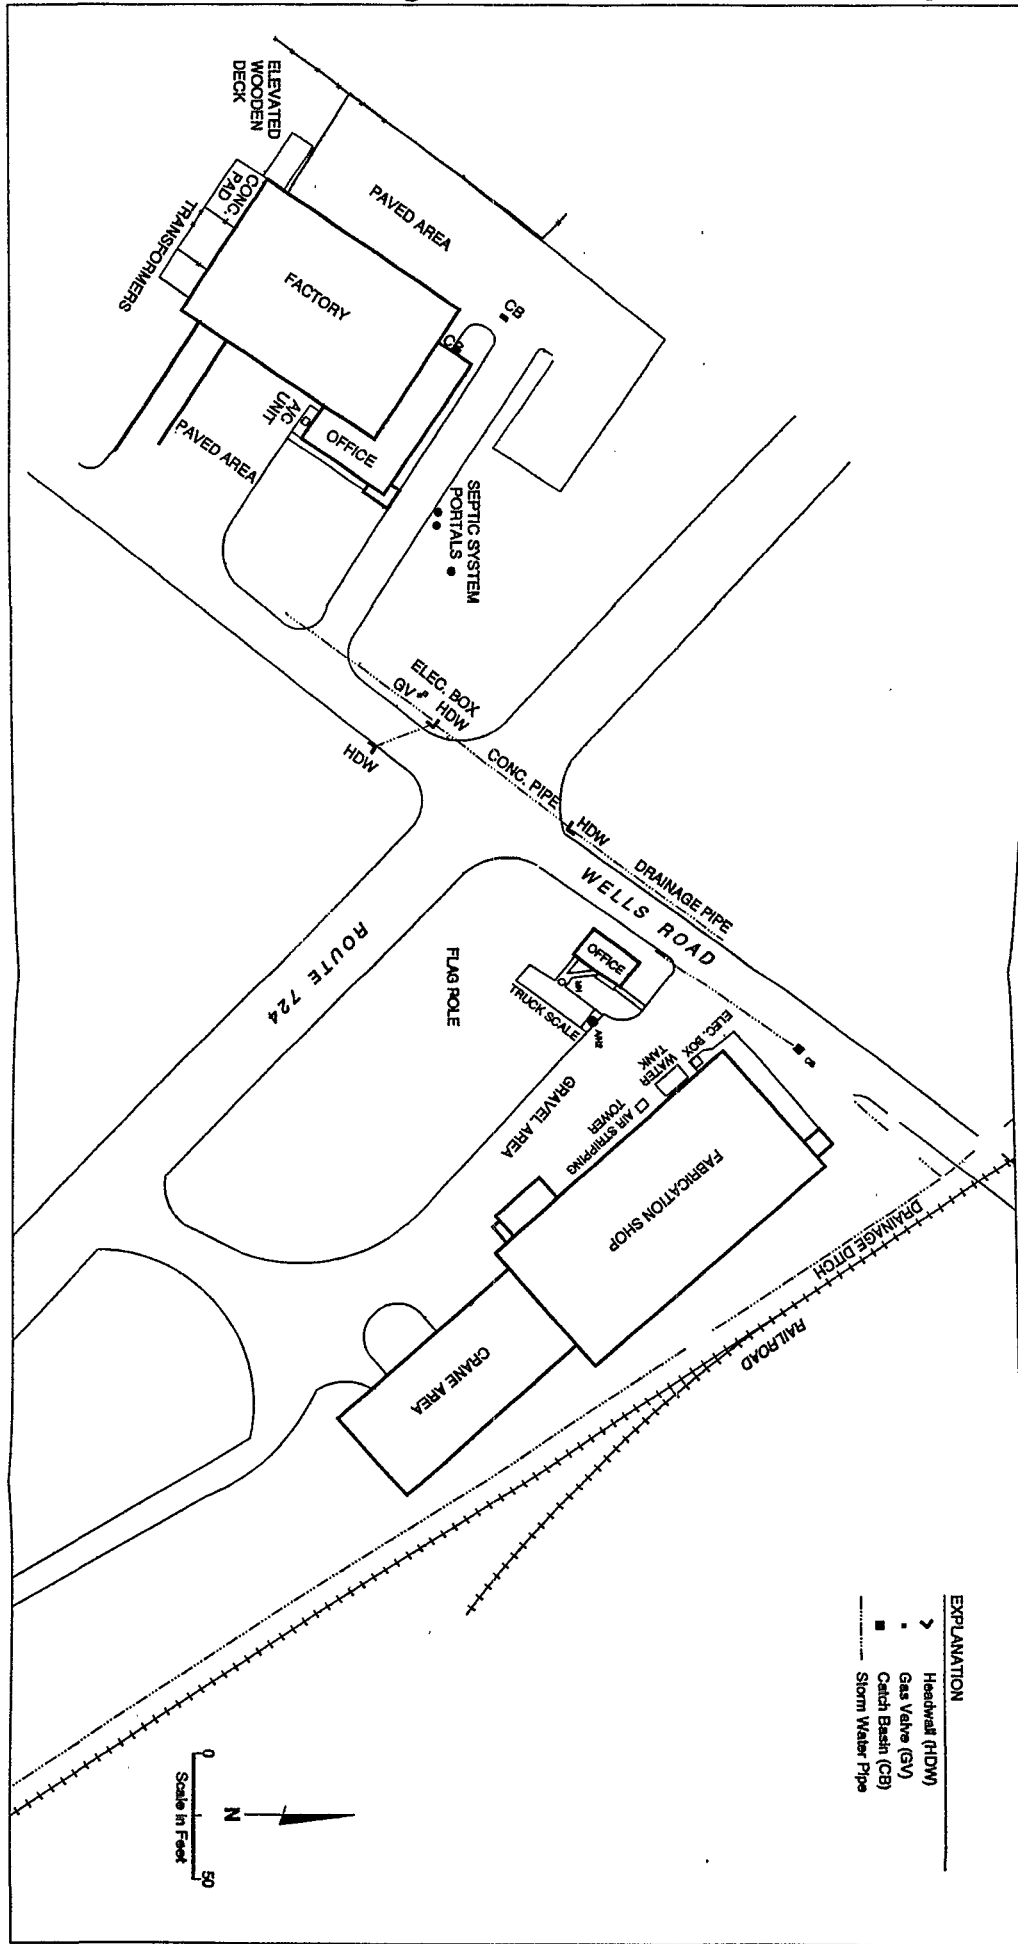 ELEVATED
WOODEN
DECK
CONC.
PAD
TRANSFORMERS
PAVED AREA
FACTORY
CB
CB
A/C
UNIT
OFFICE
PAVED AREA
SEPTIC SYSTEM
PORTALS
ELEC. BOX
GV
HDW
HDW
CONC. PIPE
HDW
DRAINAGE PIPE
WELLS ROAD
ROUTE 724
FLAG POLE
OFFICE
TRUCK SCALE
CB
ELEC. BOX
WATER
TANK
AIR STRIPPING
TOWER
GRAVEL AREA
FABRICATION SHOP
CRANE AREA
DRAINAGE DITCH
RAILROAD
EXPLANATION
Headwall (HDW)
Gas Valve (GV)
Catch Basin (CB)
Storm Water Pipe
N
0 50
Scale in Feet